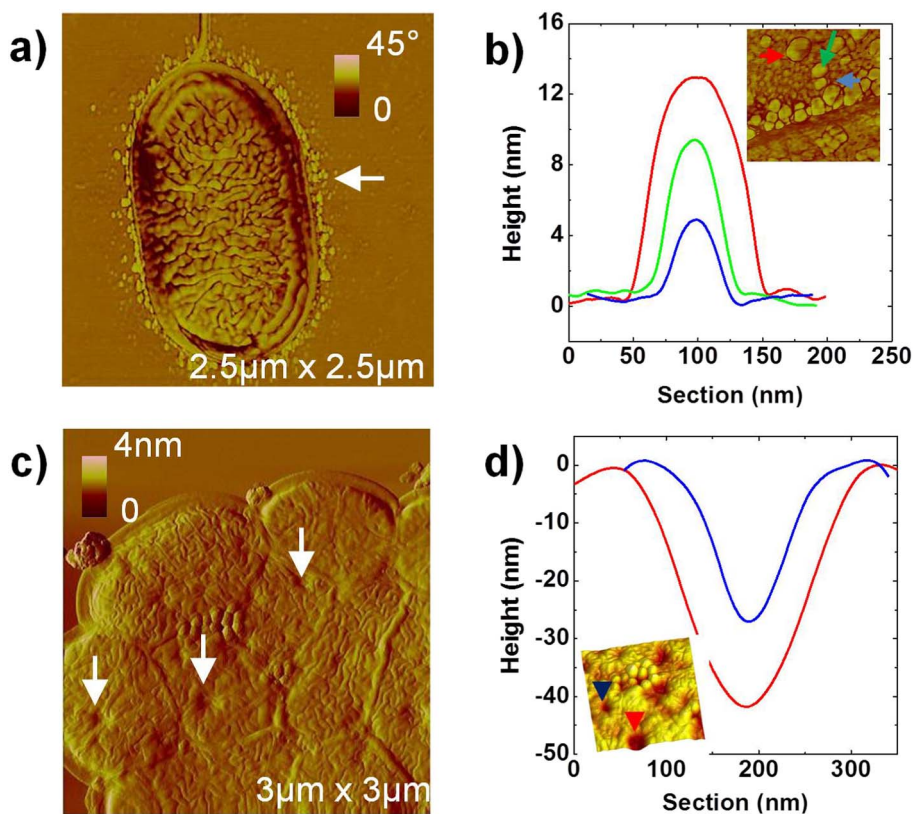 a)
45°
0
2.5µm x 2.5µm
b)
Height (nm)
16
12
8
4
0
0 50 100 150 200 250
Section (nm)
c)
4nm
0
3µm x 3µm
d)
Height (nm)
0
-10
-20
-30
-40
-50
0 100 200 300
Section (nm)